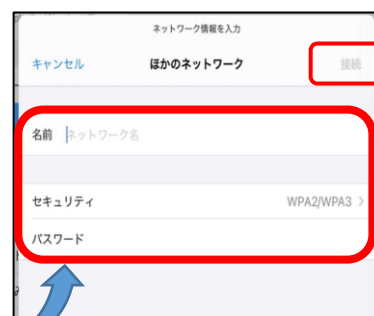 ネットワーク情報を入力
キャンセル ほかのネットワーク 接続
名前 ネットワーク名
セキュリティ WPA2/WPA3 >
パスワード